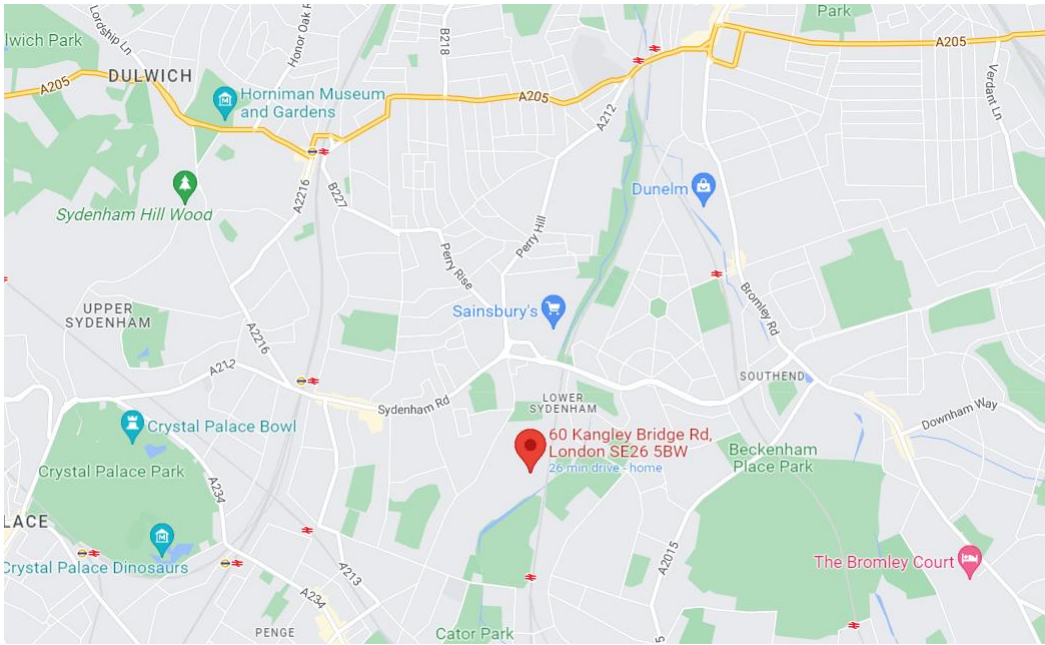 Park
Lordship Ln
Honor Oak R
B218
lwich Park
A205
DULWICH
A205
Horniman Museum
and Gardens
A205
A212
Verdant Ln
A2216
B227
Sydenham Hill Wood
Dunelm
Perry Hill
Perry Rise
UPPER
SYDENHAM
Sainsbury's
Bromley Rd
A2216
A212
SOUTHEND
Sydenham Rd
LOWER
SYDENHAM
Downham Way
Crystal Palace Bowl
60 Kangley Bridge Rd,
London SE26 5BW
26 min drive - home
Beckenham
Place Park
Crystal Palace Park
A234
LACE
Crystal Palace Dinosaurs
A213
A2015
The Bromley Court
A234
PENGE
Cator Park
5